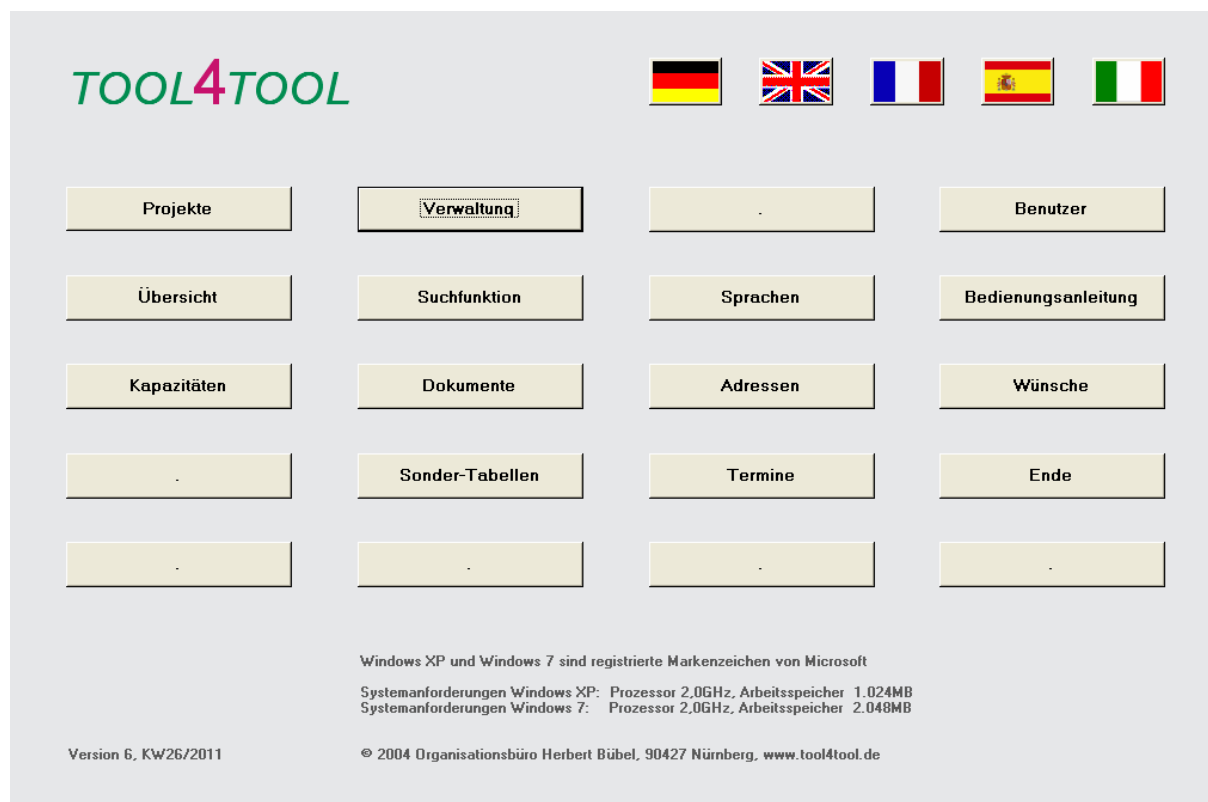 TOOL4TOOL
Projekte
Verwaltung
.
Benutzer
Übersicht
Suchfunktion
Sprachen
Bedienungsanleitung
Kapazitäten
Dokumente
Adressen
Wünsche
.
Sonder-Tabellen
Termine
Ende
.
.
.
.
Windows XP und Windows 7 sind registrierte Markenzeichen von Microsoft
Systemanforderungen Windows XP: Prozessor 2,0GHz, Arbeitsspeicher 1.024MB
Systemanforderungen Windows 7: Prozessor 2,0GHz, Arbeitsspeicher 2.048MB
Version 6, KW26/2011
© 2004 Organisationsbüro Herbert Bübel, 90427 Nürnberg, www.tool4tool.de